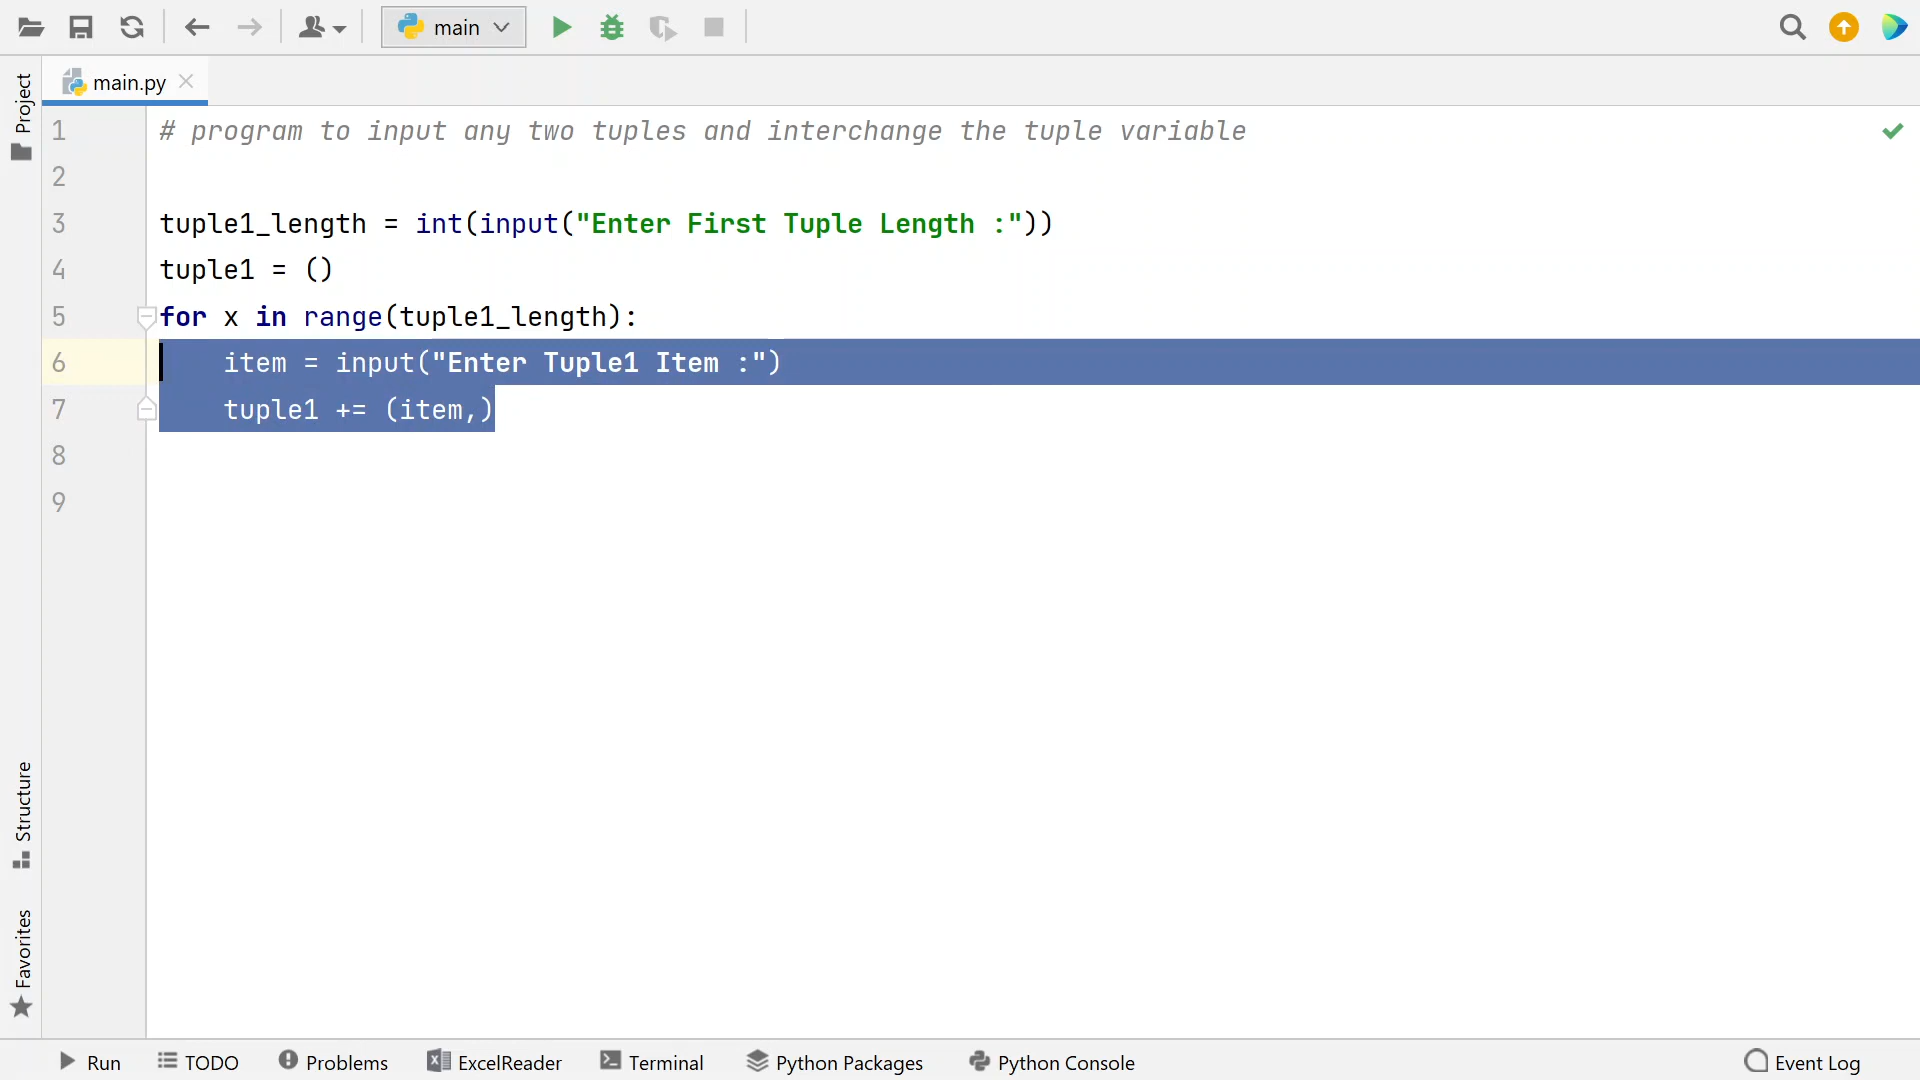 main
main.py
Project
1 # program to input any two tuples and interchange the tuple variable
2
3 tuple1_length = int(input("Enter First Tuple Length :"))
4 tuple1 = ()
5 for x in range(tuple1_length):
6 item = input("Enter Tuple1 Item :")
7 tuple1 += (item,)
8
9
Structure
Favorites
Run TODO Problems ExcelReader Terminal Python Packages Python Console Event Log